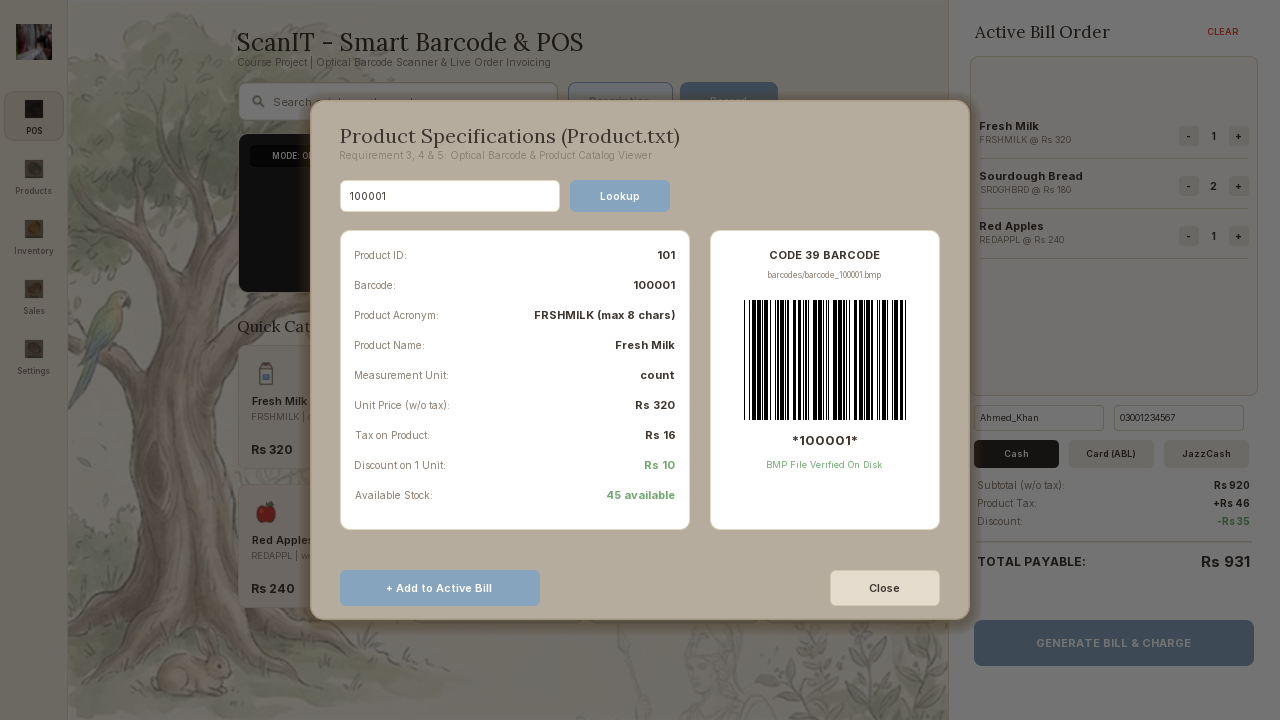 POS
Products
Inventory
Sales
Settings
ScanIT - Smart Barcode & POS
Course Project | Optical Barcode Scanner & Live Order Invoicing
Search
MODE:
Quick Cat
Fresh Milk
FRSHMILK |
Rs 320
Red Apples
REDAPPL |
Rs 240
Product Specifications (Product.txt)
Requirement 3, 4 & 5: Optical Barcode & Product Catalog Viewer
100001
Lookup
Product ID: 101
Barcode: 100001
Product Acronym: FRSHMILK (max 8 chars)
Product Name: Fresh Milk
Measurement Unit: count
Unit Price (w/o tax): Rs 320
Tax on Product: Rs 16
Discount on 1 Unit: Rs 10
Available Stock: 45 available
CODE 39 BARCODE
barcodes/barcode_100001.bmp
*100001*
BMP File Verified On Disk
+ Add to Active Bill
Close
Active Bill Order
CLEAR
Fresh Milk
FRSHMILK @ Rs 320
- 1 +
Sourdough Bread
SRDGHBRD @ Rs 180
- 2 +
Red Apples
REDAPPL @ Rs 240
- 1 +
Ahmed_Khan
03001234567
Cash
Card (ABL)
JazzCash
Subtotal (w/o tax): Rs 920
Product Tax: +Rs 46
Discount: -Rs 35
TOTAL PAYABLE: Rs 931
GENERATE BILL & CHARGE